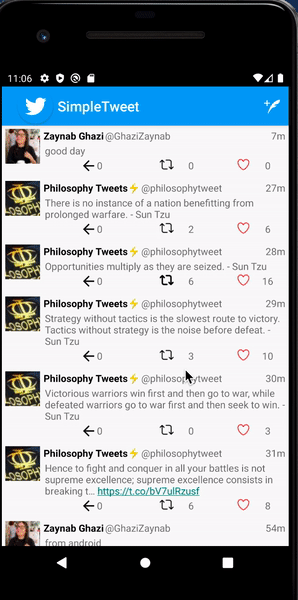 11:06
SimpleTweet
Zaynab Ghazi @GhaziZaynab 7m
good day
0 0 0
Philosophy Tweets⚡ @philosophytweet 27m
There is no instance of a nation benefitting from
prolonged warfare. - Sun Tzu
0 2 6
Philosophy Tweets⚡ @philosophytweet 28m
Opportunities multiply as they are seized. - Sun Tzu
0 6 16
Philosophy Tweets⚡ @philosophytweet 29m
Strategy without tactics is the slowest route to victory.
Tactics without strategy is the noise before defeat. -
Sun Tzu
0 3 10
Philosophy Tweets⚡ @philosophytweet 30m
Victorious warriors win first and then go to war, while
defeated warriors go to war first and then seek to win. -
Sun Tzu
0 0 3
Philosophy Tweets⚡ @philosophytweet 31m
Hence to fight and conquer in all your battles is not
supreme excellence; supreme excellence consists in
breaking t… https://t.co/bV7ulRzusf
0 6 8
Zaynab Ghazi @GhaziZaynab 54m
from android